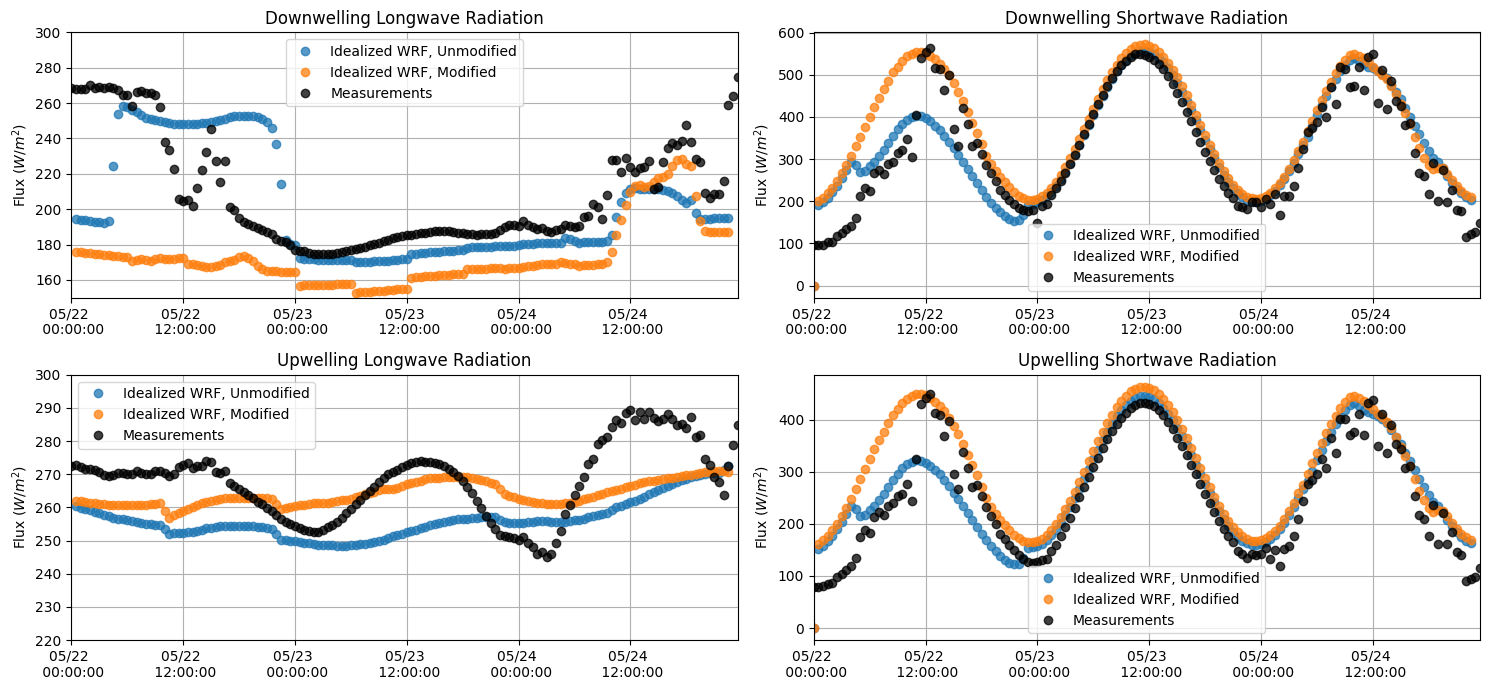 Downwelling Longwave Radiation
300
280
260
240
220
200
180
160
Flux (W/m²)
Idealized WRF, Unmodified
Idealized WRF, Modified
Measurements
05/22 05/22 05/23 05/23 05/24 05/24
00:00:00 12:00:00 00:00:00 12:00:00 00:00:00 12:00:00
Downwelling Shortwave Radiation
600
500
400
300
200
100
0
Flux (W/m²)
Idealized WRF, Unmodified
Idealized WRF, Modified
Measurements
05/22 05/22 05/23 05/23 05/24 05/24
00:00:00 12:00:00 00:00:00 12:00:00 00:00:00 12:00:00
Upwelling Longwave Radiation
300
290
280
270
260
250
240
230
220
Flux (W/m²)
Idealized WRF, Unmodified
Idealized WRF, Modified
Measurements
05/22 05/22 05/23 05/23 05/24 05/24
00:00:00 12:00:00 00:00:00 12:00:00 00:00:00 12:00:00
Upwelling Shortwave Radiation
400
300
200
100
0
Flux (W/m²)
Idealized WRF, Unmodified
Idealized WRF, Modified
Measurements
05/22 05/22 05/23 05/23 05/24 05/24
00:00:00 12:00:00 00:00:00 12:00:00 00:00:00 12:00:00